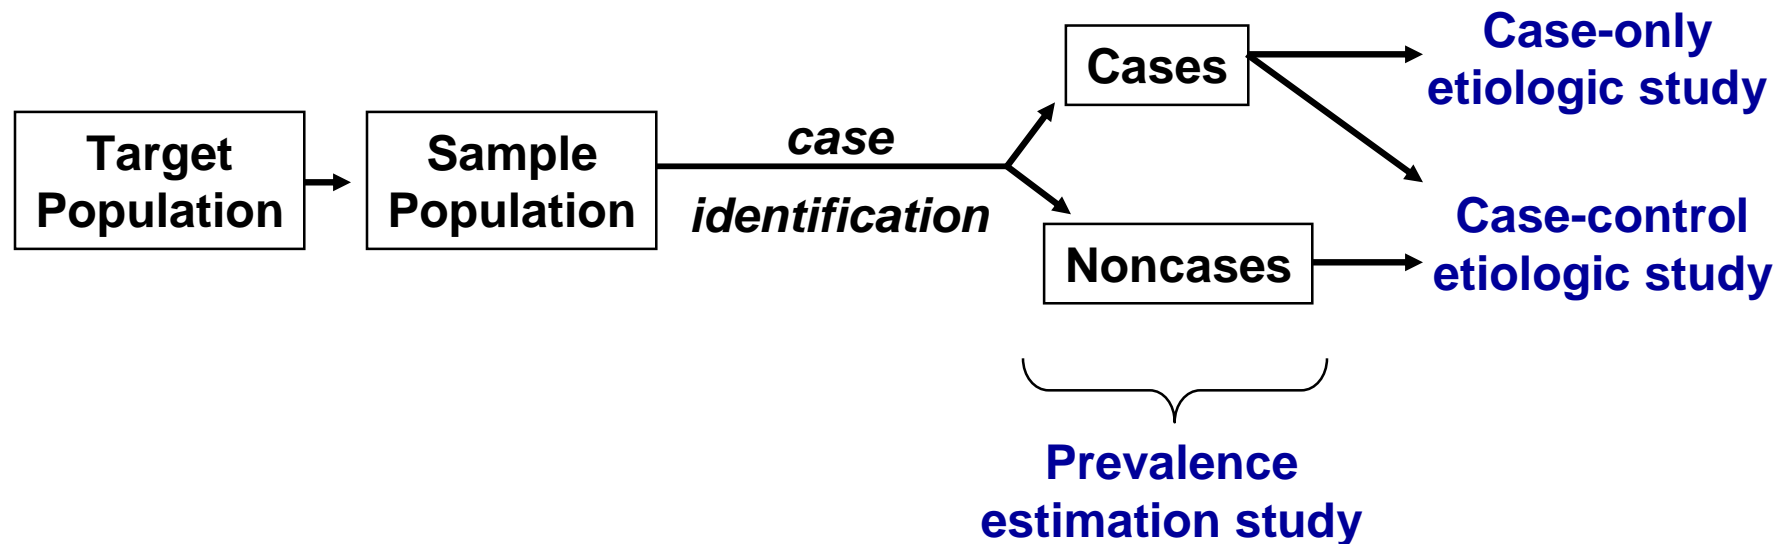 Target
Population
Sample
Population
case
identification
Cases
Noncases
Case-only
etiologic study
Case-control
etiologic study
Prevalence
estimation study